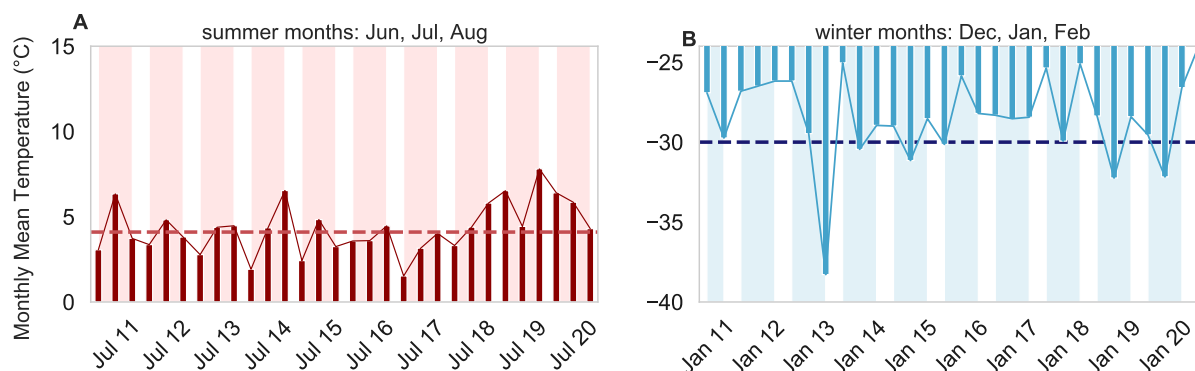 A
summer months: Jun, Jul, Aug
Monthly Mean Temperature (°C)
15
10
5
0
Jul 11
Jul 12
Jul 13
Jul 14
Jul 15
Jul 16
Jul 17
Jul 18
Jul 19
Jul 20
B
winter months: Dec, Jan, Feb
−25
−30
−35
−40
Jan 11
Jan 12
Jan 13
Jan 14
Jan 15
Jan 16
Jan 17
Jan 18
Jan 19
Jan 20